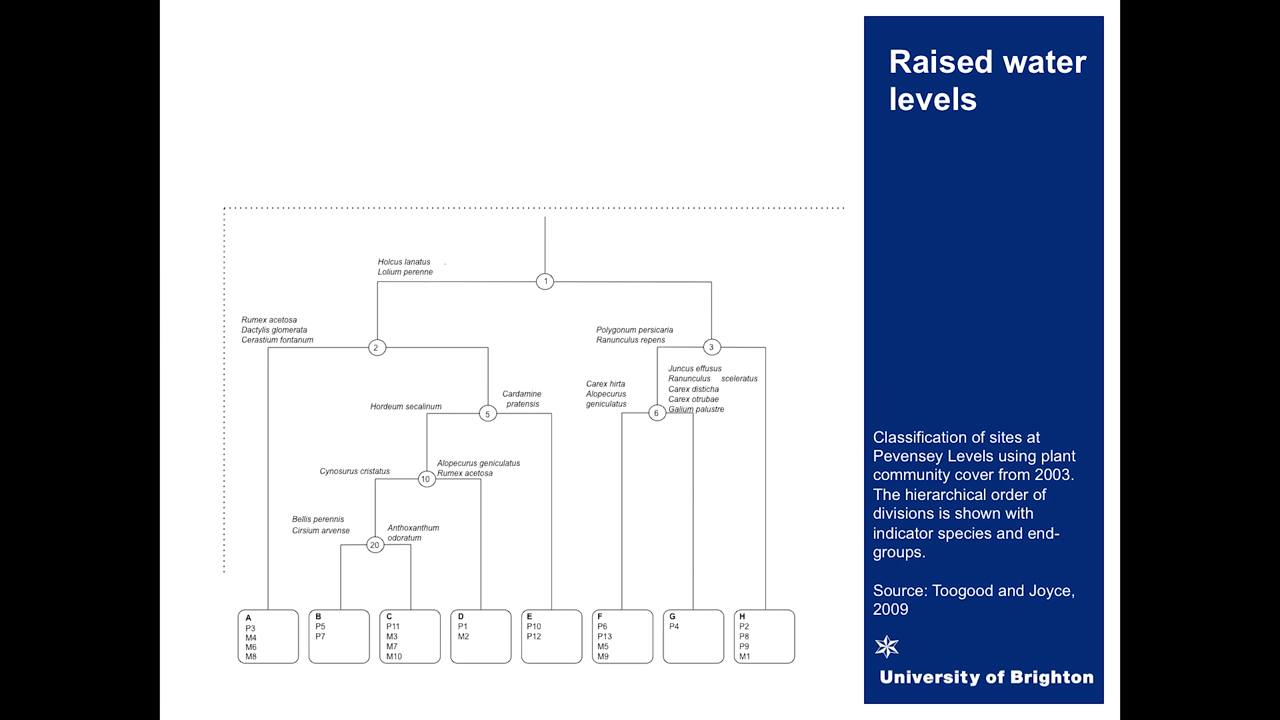 Raised water
levels
Holcus lanatus
Lolium perenne
1
Rumex acetosa
Dactylis glomerata
Cerastium fontanum
2
Polygonum persicaria
Ranunculus repens
3
Juncus effusus
Ranunculus sceleratus
Carex disticha
Carex otrubae
Galium palustre
Carex hirta
Alopecurus
geniculatus
6
Cardamine
pratensis
Hordeum secalinum
5
Cynosurus cristatus
Alopecurus geniculatus
Rumex acetosa
10
Bellis perennis
Cirsium arvense
Anthoxanthum
odoratum
20
A
P3
M4
M6
M8
B
P5
P7
C
P11
M3
M7
M10
D
P1
M2
E
P10
P12
F
P6
P13
M5
M9
G
P4
H
P2
P8
P9
M1
Classification of sites at
Pevensey Levels using plant
community cover from 2003.
The hierarchical order of
divisions is shown with
indicator species and end-
groups.
Source: Toogood and Joyce,
2009
University of Brighton